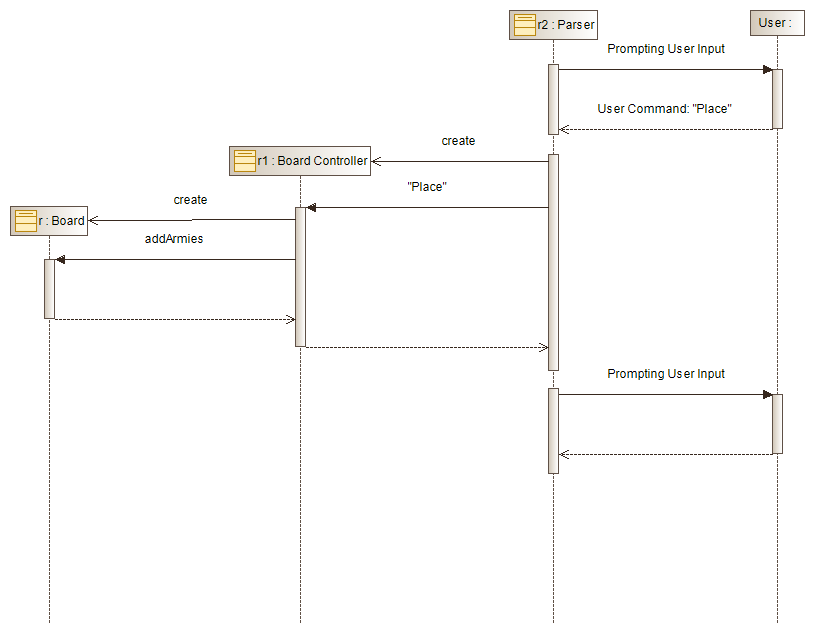 r2 : Parser
User :
Prompting User Input
User Command: "Place"
create
r1 : Board Controller
"Place"
create
r : Board
addArmies
Prompting User Input